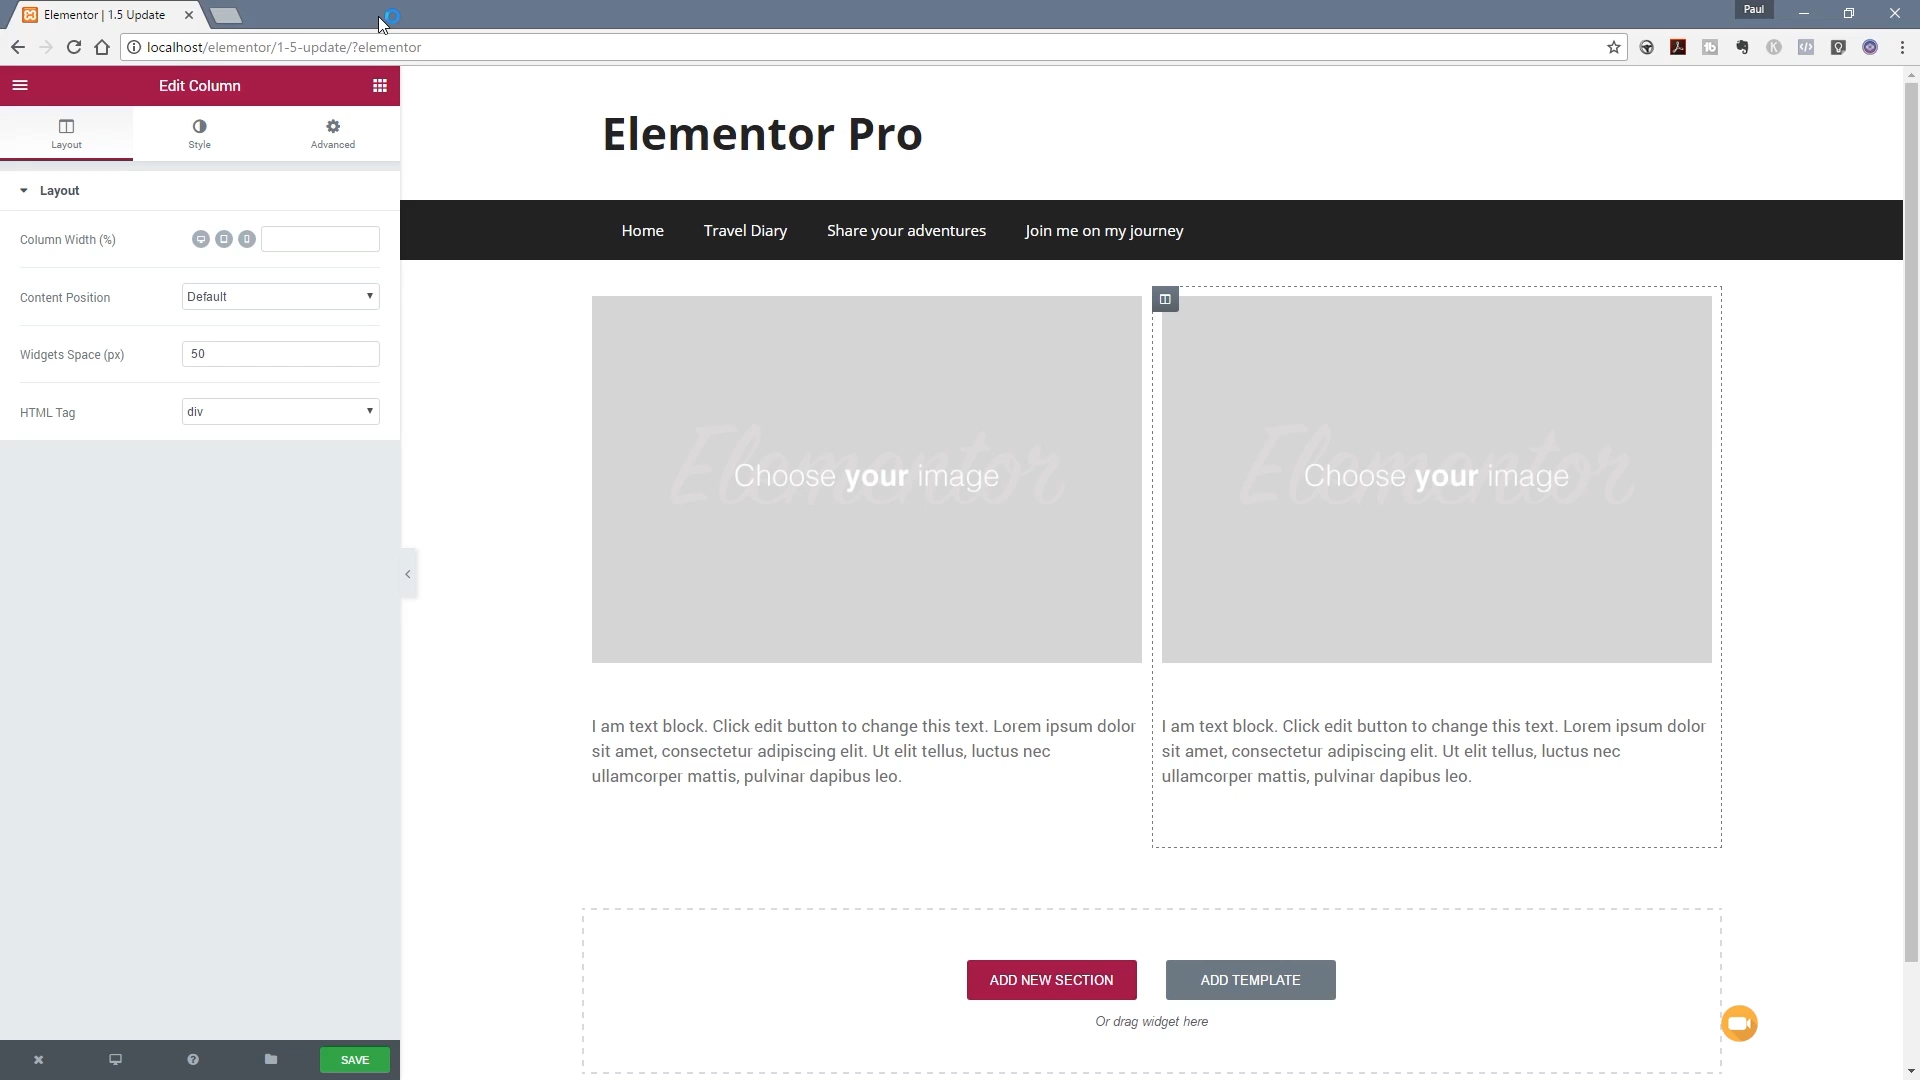 Elementor | 1.5 Update
Paul
localhost/elementor/1-5-update/?elementor
Edit Column
Layout
Style
Advanced
Layout
Column Width (%)
Content Position
Default
Widgets Space (px)
50
HTML Tag
div
SAVE
Elementor Pro
Home
Travel Diary
Share your adventures
Join me on my journey
Elementor
Choose your image
Elementor
Choose your image
I am text block. Click edit button to change this text. Lorem ipsum dolor
sit amet, consectetur adipiscing elit. Ut elit tellus, luctus nec
ullamcorper mattis, pulvinar dapibus leo.
I am text block. Click edit button to change this text. Lorem ipsum dolor
sit amet, consectetur adipiscing elit. Ut elit tellus, luctus nec
ullamcorper mattis, pulvinar dapibus leo.
ADD NEW SECTION
ADD TEMPLATE
Or drag widget here